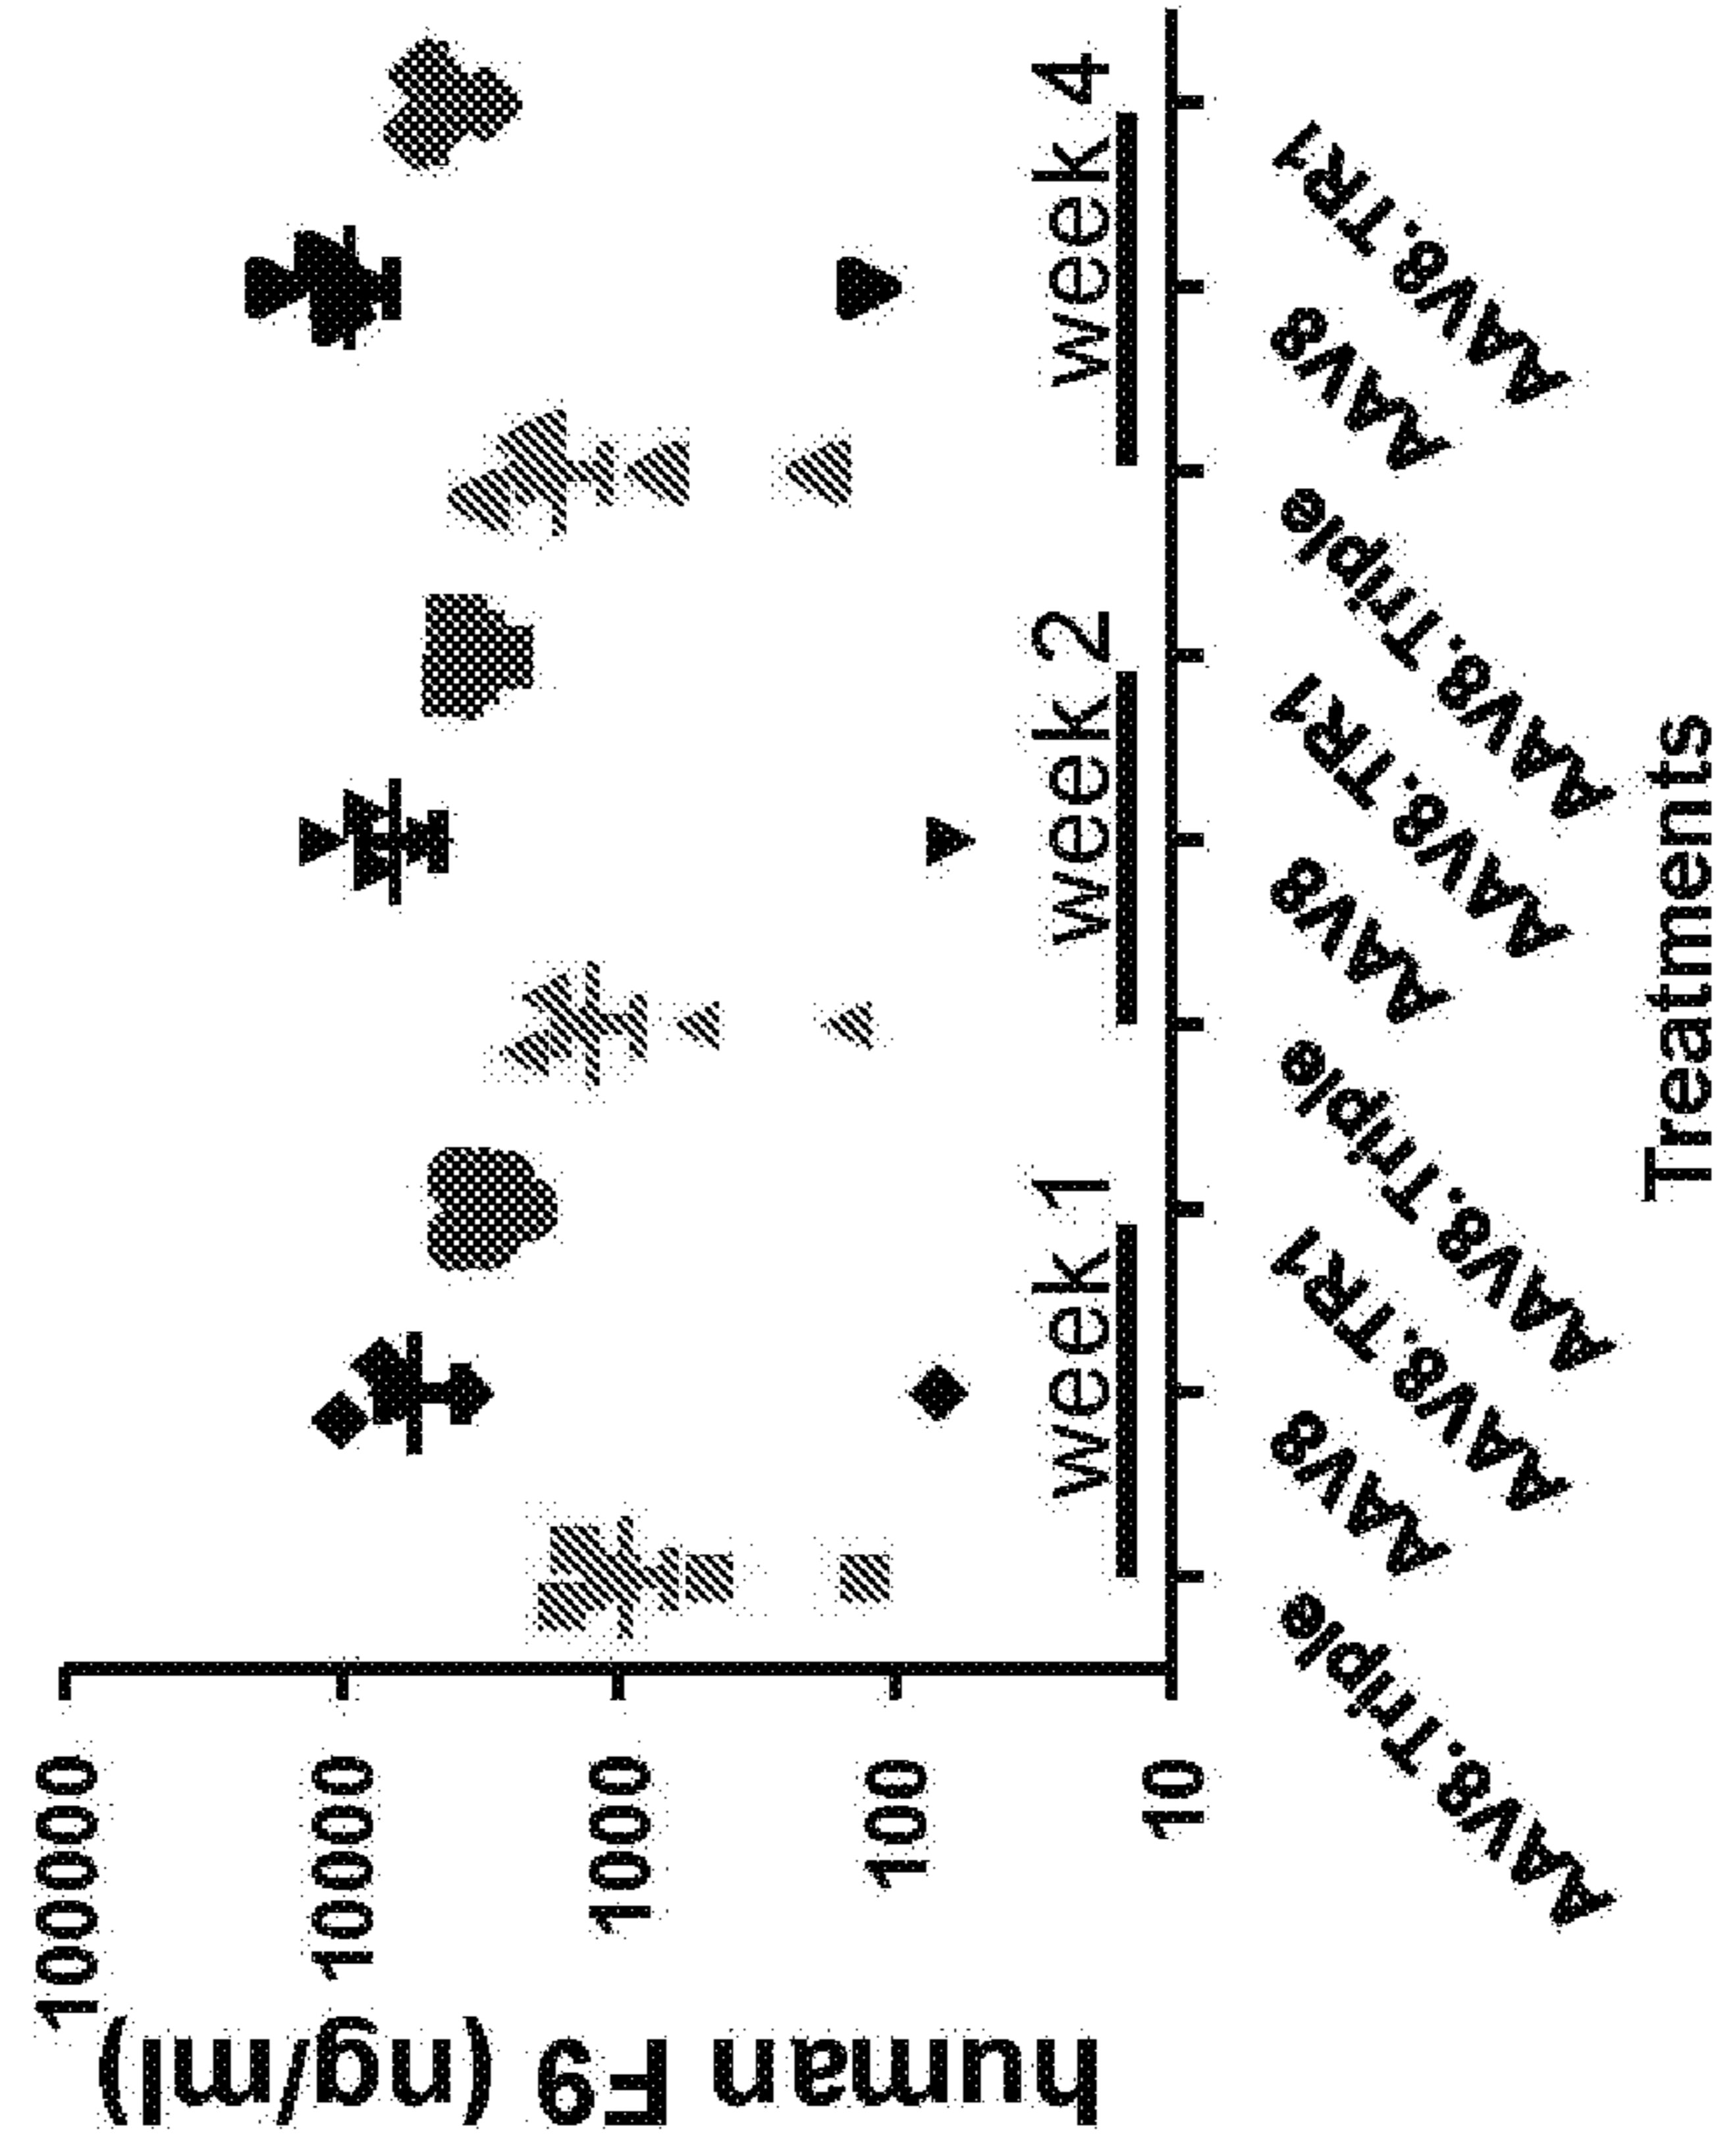 human F9 (ng/ml)
100000
10000
1000
100
10
week 1
week 2
week 4
AAV8.Triple
AAV8
AAV8.TR1
AAV8.Triple
AAV8
AAV8.TR1
AAV8.Triple
AAV8
AAV8.TR1
Treatments